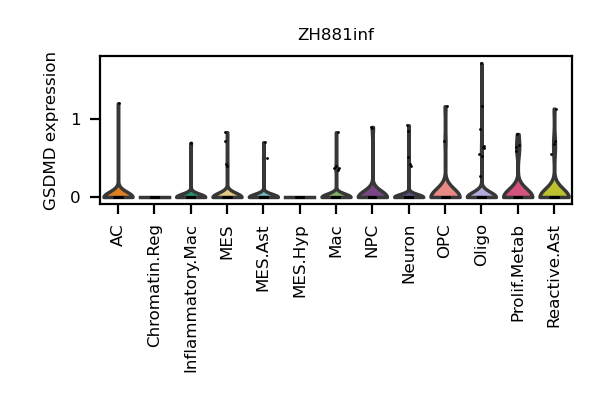 ZH881inf
GSDMD expression
1
0
AC
Chromatin.Reg
Inflammatory.Mac
MES
MES.Ast
MES.Hyp
Mac
NPC
Neuron
OPC
Oligo
Prolif.Metab
Reactive.Ast